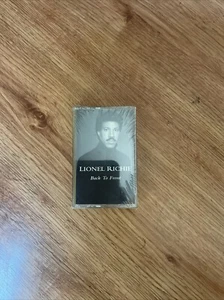 LIONEL RICHIE
Back To Front